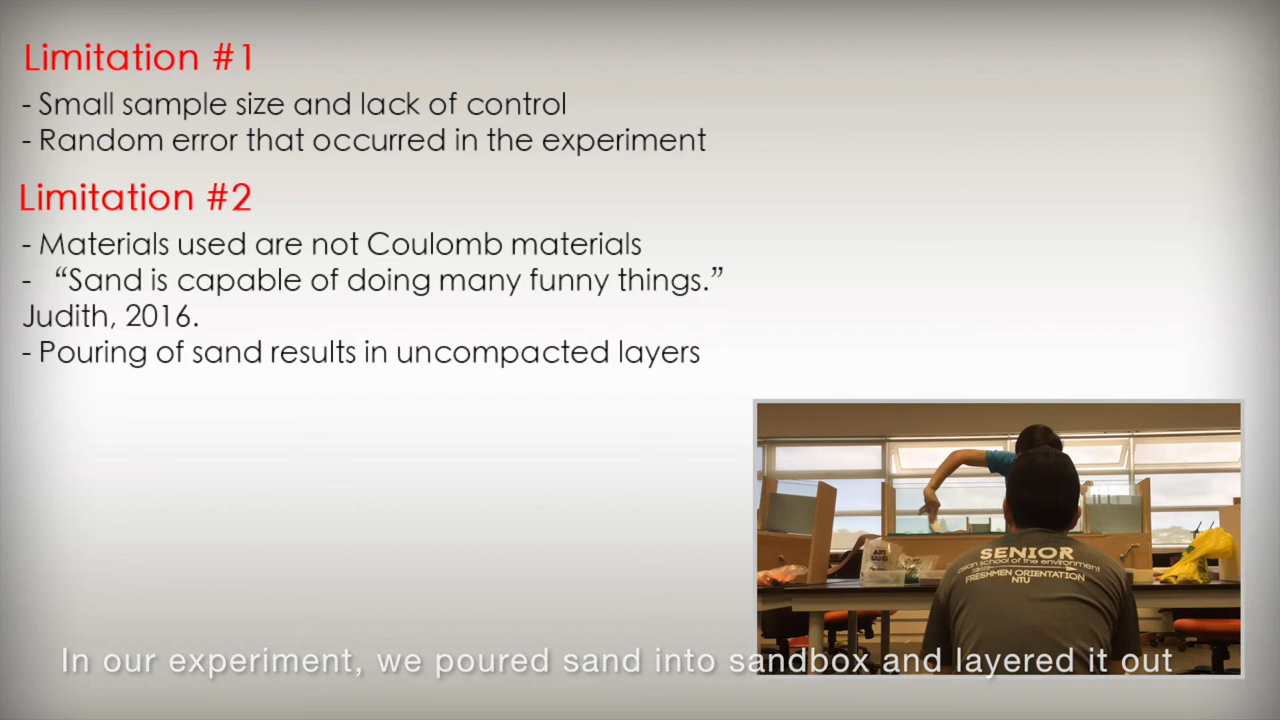 Limitation #1
- Small sample size and lack of control
- Random error that occurred in the experiment
Limitation #2
- Materials used are not Coulomb materials
- “Sand is capable of doing many funny things.”
Judith, 2016.
- Pouring of sand results in uncompacted layers
SENIOR
asian school of the environment
FRESHMEN ORIENTATION
NTU
In our experiment, we poured sand into sandbox and layered it out